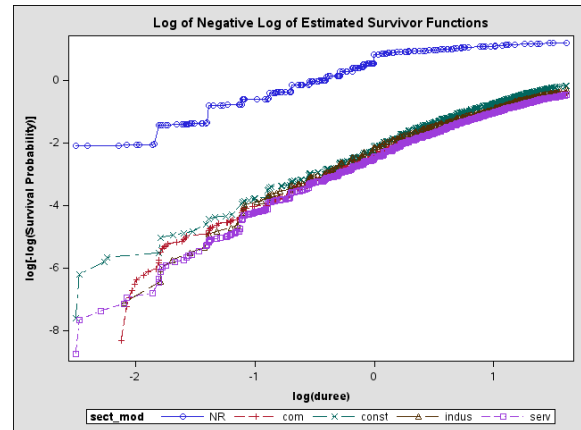 Log of Negative Log of Estimated Survivor Functions
log[-log(Survival Probability)]
0
-2
-4
-6
-8
-2
-1
0
1
log(duree)
sect_mod NR com const indus serv